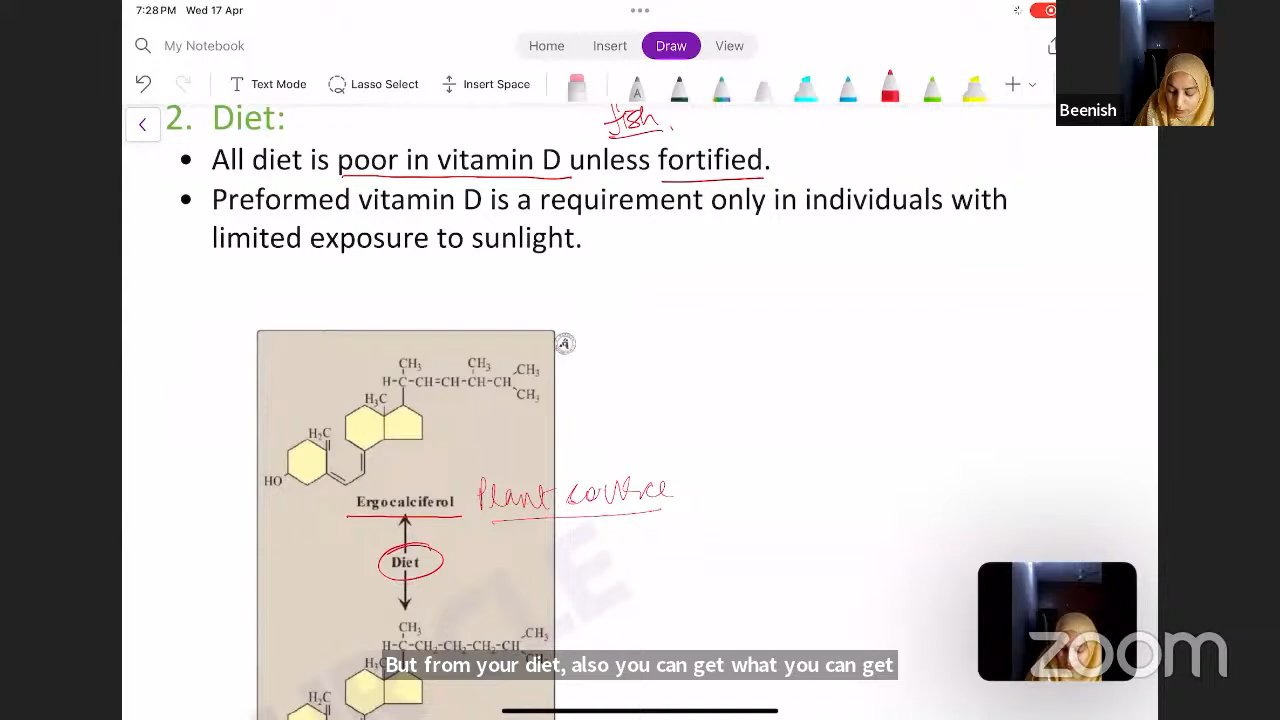 7:28 PM Wed 17 Apr
My Notebook
Home Insert Draw View
Text Mode Lasso Select Insert Space
A
Beenish
fish.
2. Diet:
• All diet is poor in vitamin D unless fortified.
• Preformed vitamin D is a requirement only in individuals with
limited exposure to sunlight.
CH3 CH3 CH3
H-C-CH=CH-CH-CH
CH3
H3C
H2C
HO
Ergocalciferol Plant source
Diet
CH3 CH3
H-C-CH2-CH2-CH2-CH
H2C
But from your diet, also you can get what you can get
zoom